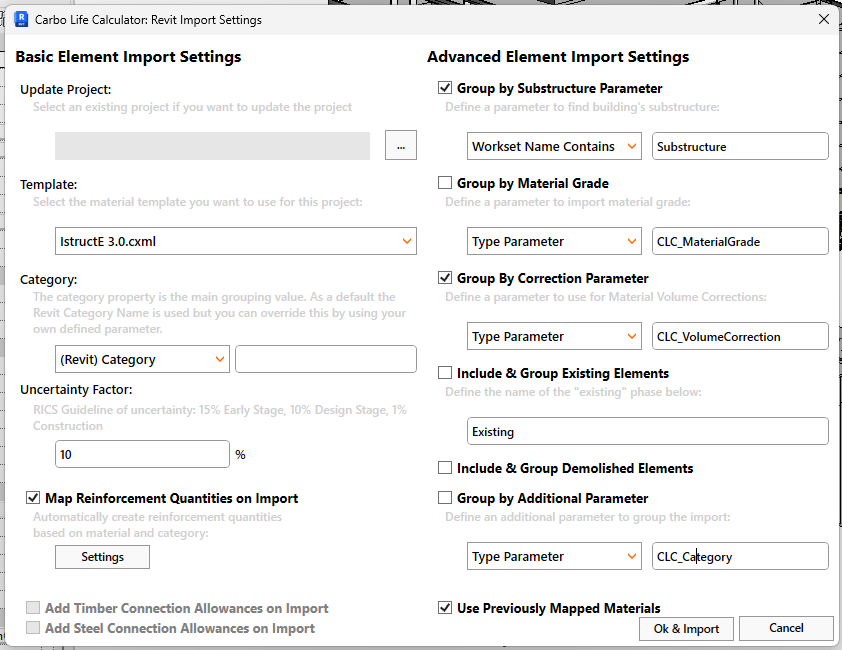 Carbo Life Calculator: Revit Import Settings
Basic Element Import Settings
Update Project:
Select an existing project if you want to update the project
...
Template:
Select the material template you want to use for this project:
IstructE 3.0.cxml
Category:
The category property is the main grouping value. As a default the
Revit Category Name is used but you can override this by using your
own defined parameter.
(Revit) Category
Uncertainty Factor:
RICS Guideline of uncertainty: 15% Early Stage, 10% Design Stage, 1%
Construction
10 %
Map Reinforcement Quantities on Import
Automatically create reinforcement quantities
based on material and category:
Settings
Add Timber Connection Allowances on Import
Add Steel Connection Allowances on Import
Advanced Element Import Settings
Group by Substructure Parameter
Define a parameter to find building's substructure:
Workset Name Contains Substructure
Group by Material Grade
Define a parameter to import material grade:
Type Parameter CLC_MaterialGrade
Group By Correction Parameter
Define a parameter to use for Material Volume Corrections:
Type Parameter CLC_VolumeCorrection
Include & Group Existing Elements
Define the name of the "existing" phase below:
Existing
Include & Group Demolished Elements
Group by Additional Parameter
Define an additional parameter to group the import:
Type Parameter CLC_Category
Use Previously Mapped Materials
Ok & Import Cancel